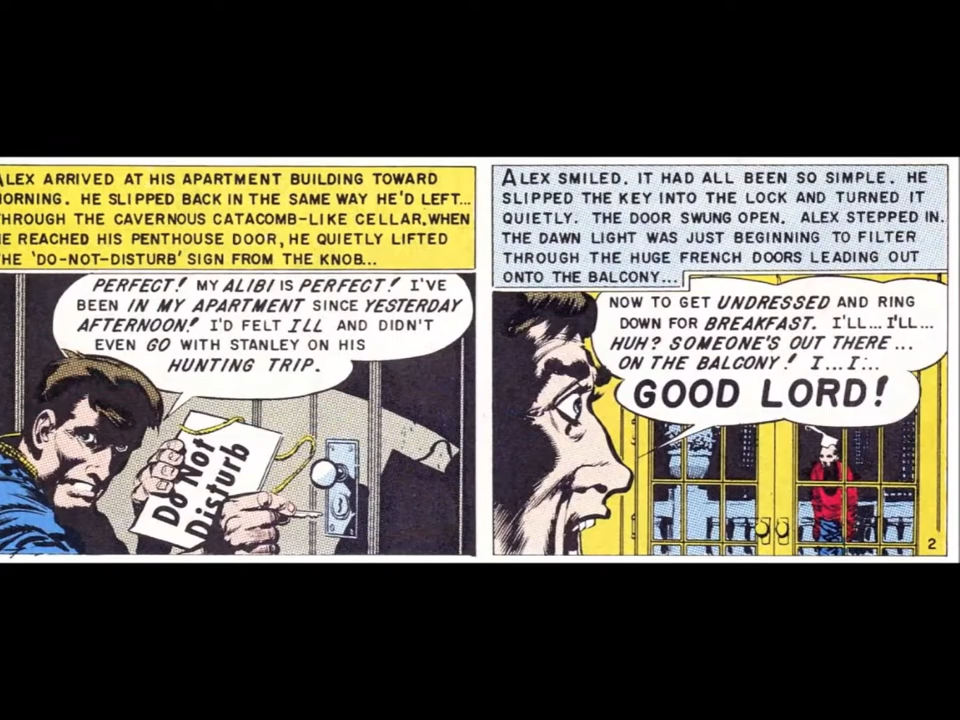 ALEX ARRIVED AT HIS APARTMENT BUILDING TOWARD
MORNING. HE SLIPPED BACK IN THE SAME WAY HE'D LEFT...
THROUGH THE CAVERNOUS CATACOMB-LIKE CELLAR. WHEN
HE REACHED HIS PENTHOUSE DOOR, HE QUIETLY LIFTED
THE 'DO-NOT-DISTURB' SIGN FROM THE KNOB...
PERFECT! MY ALIBI IS PERFECT! I'VE
BEEN IN MY APARTMENT SINCE YESTERDAY
AFTERNOON! I'D FELT ILL AND DIDN'T
EVEN GO WITH STANLEY ON HIS
HUNTING TRIP.
Do Not
Disturb
ALEX SMILED. IT HAD ALL BEEN SO SIMPLE. HE
SLIPPED THE KEY INTO THE LOCK AND TURNED IT
QUIETLY. THE DOOR SWUNG OPEN. ALEX STEPPED IN.
THE DAWN LIGHT WAS JUST BEGINNING TO FILTER
THROUGH THE HUGE FRENCH DOORS LEADING OUT
ONTO THE BALCONY...
NOW TO GET UNDRESSED AND RING
DOWN FOR BREAKFAST. I'LL... I'LL...
HUH? SOMEONE'S OUT THERE...
ON THE BALCONY! I... I...
GOOD LORD!
2